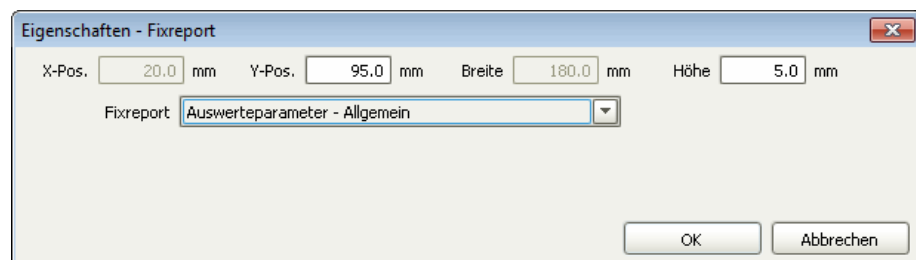 Eigenschaften - Fixreport
X-Pos. 20.0 mm Y-Pos. 95.0 mm Breite 180.0 mm Höhe 5.0 mm
Fixreport Auswerteparameter - Allgemein
OK Abbrechen